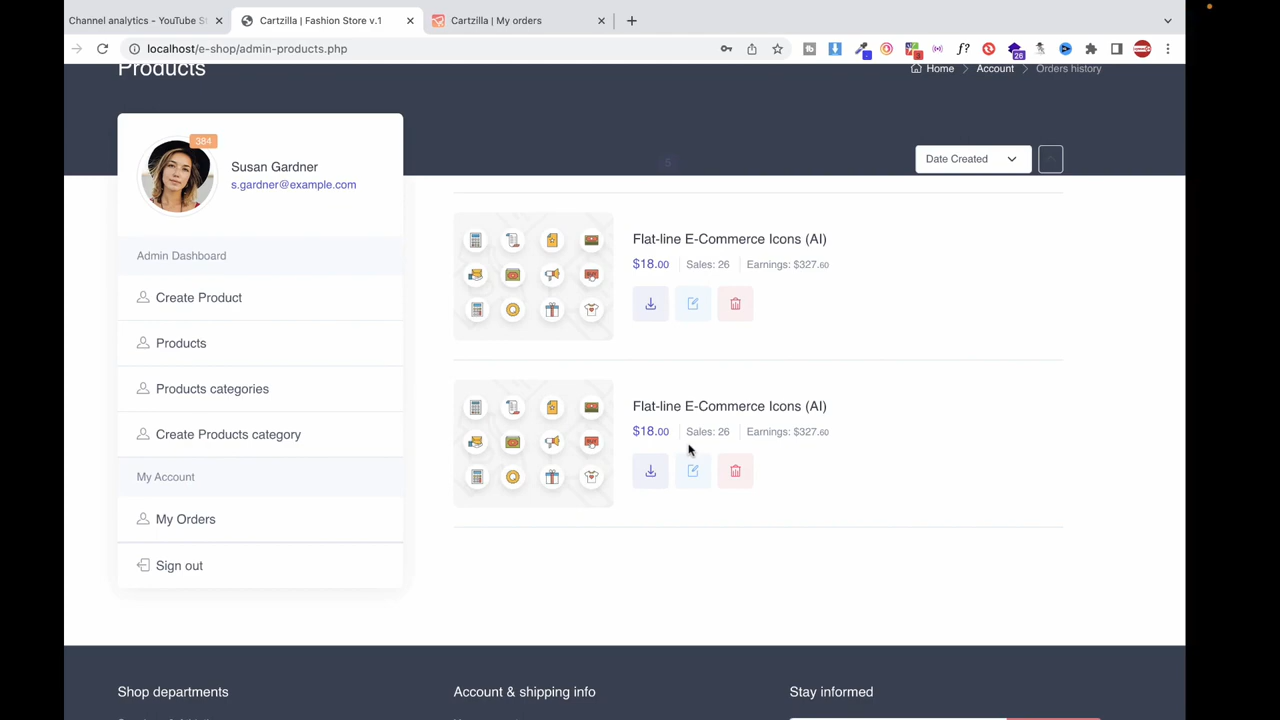 Channel analytics - YouTube S
Cartzilla | Fashion Store v.1
Cartzilla | My orders
localhost/e-shop/admin-products.php
26
Products
Home
Account
Orders history
384
Susan Gardner
s.gardner@example.com
5
Date Created
Admin Dashboard
Create Product
Products
Products categories
Create Products category
My Account
My Orders
Sign out
Flat-line E-Commerce Icons (AI)
$18.00
Sales: 26
Earnings: $327.60
Flat-line E-Commerce Icons (AI)
$18.00
Sales: 26
Earnings: $327.60
Shop departments
Account & shipping info
Stay informed